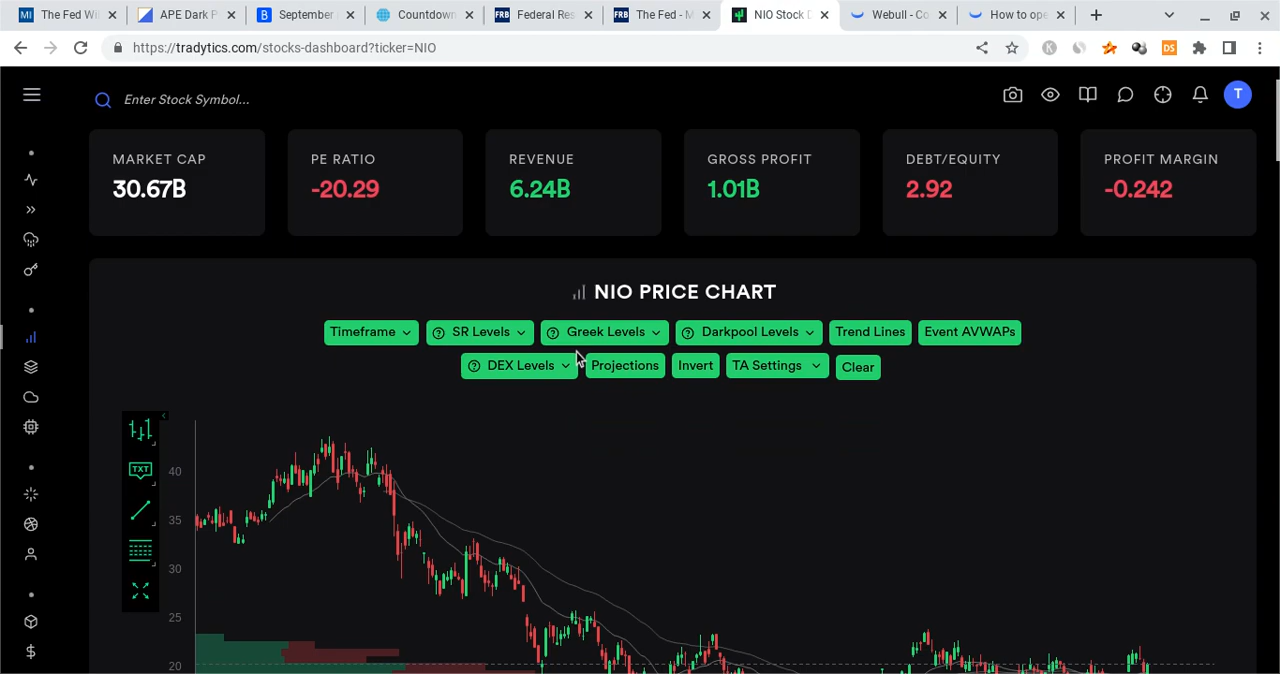 The Fed Wi
APE Dark P
September
Countdown
Federal Res
The Fed - M
NIO Stock D
Webull - Co
How to ope
https://tradytics.com/stocks-dashboard?ticker=NIO
Enter Stock Symbol...
T
MARKET CAP
30.67B
PE RATIO
-20.29
REVENUE
6.24B
GROSS PROFIT
1.01B
DEBT/EQUITY
2.92
PROFIT MARGIN
-0.242
NIO PRICE CHART
Timeframe
SR Levels
Greek Levels
Darkpool Levels
Trend Lines
Event AVWAPs
DEX Levels
Projections
Invert
TA Settings
Clear
TXT
40
35
30
25
20